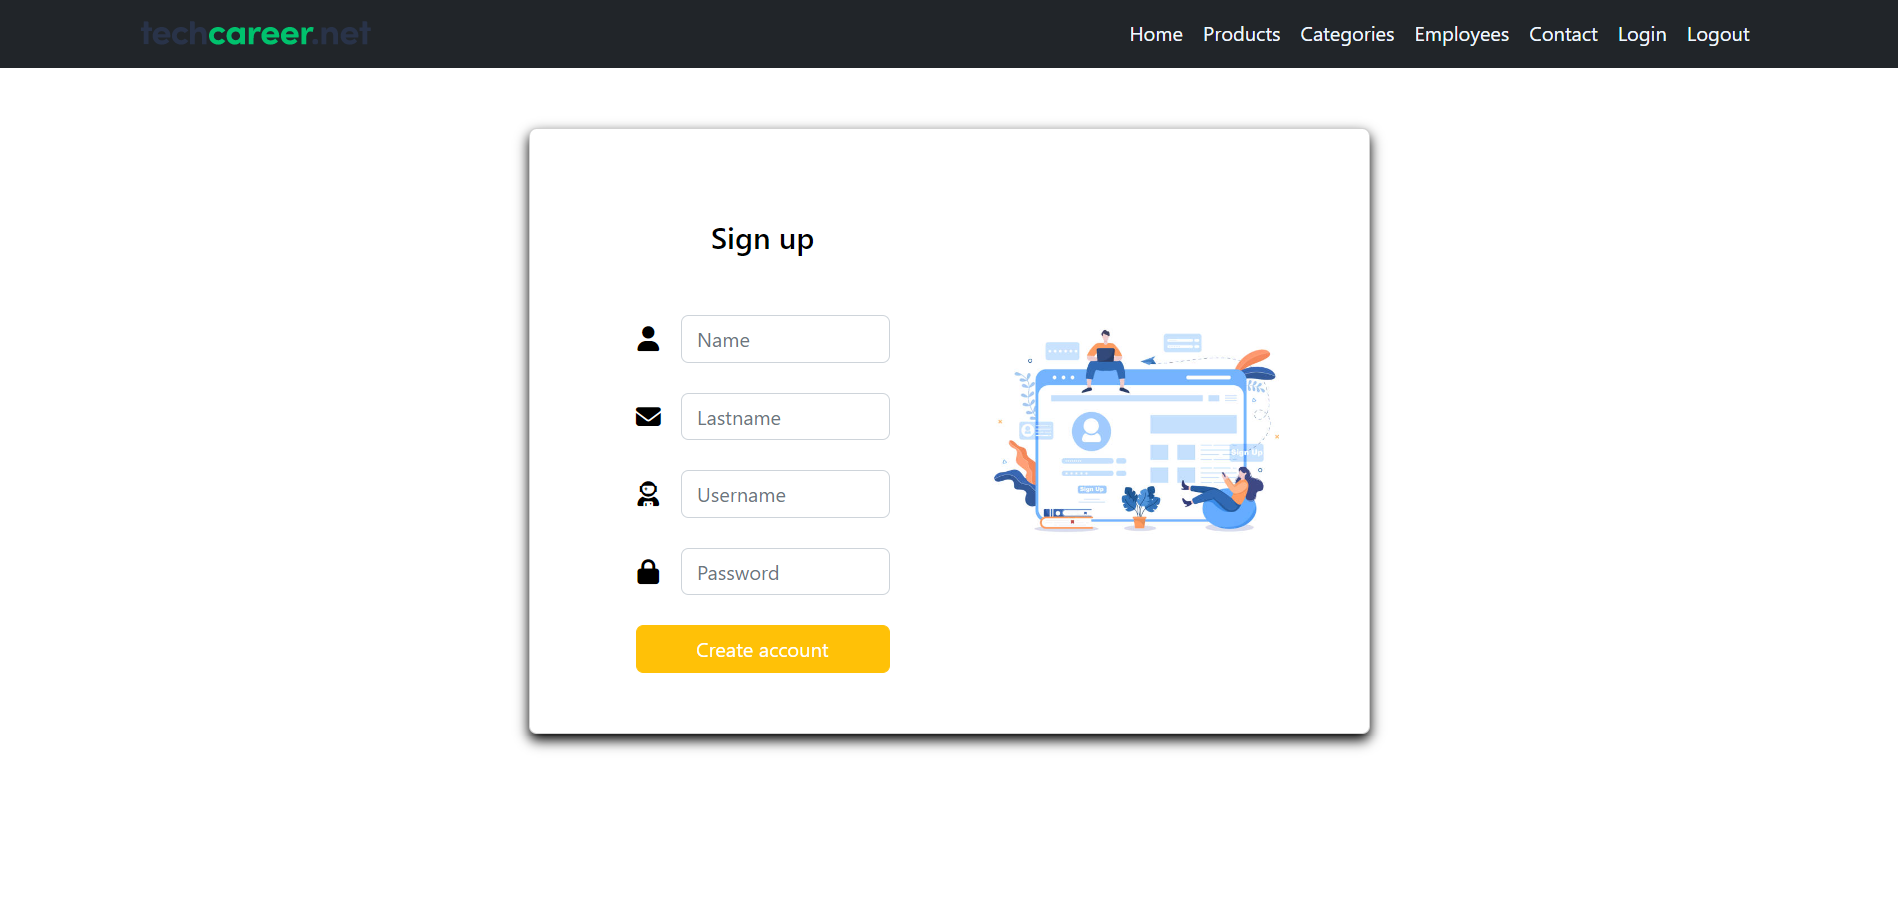 techcareer.net
Home Products Categories Employees Contact Login Logout
Sign up
Name
Lastname
Username
Password
Create account
Sign Up
Sign Up